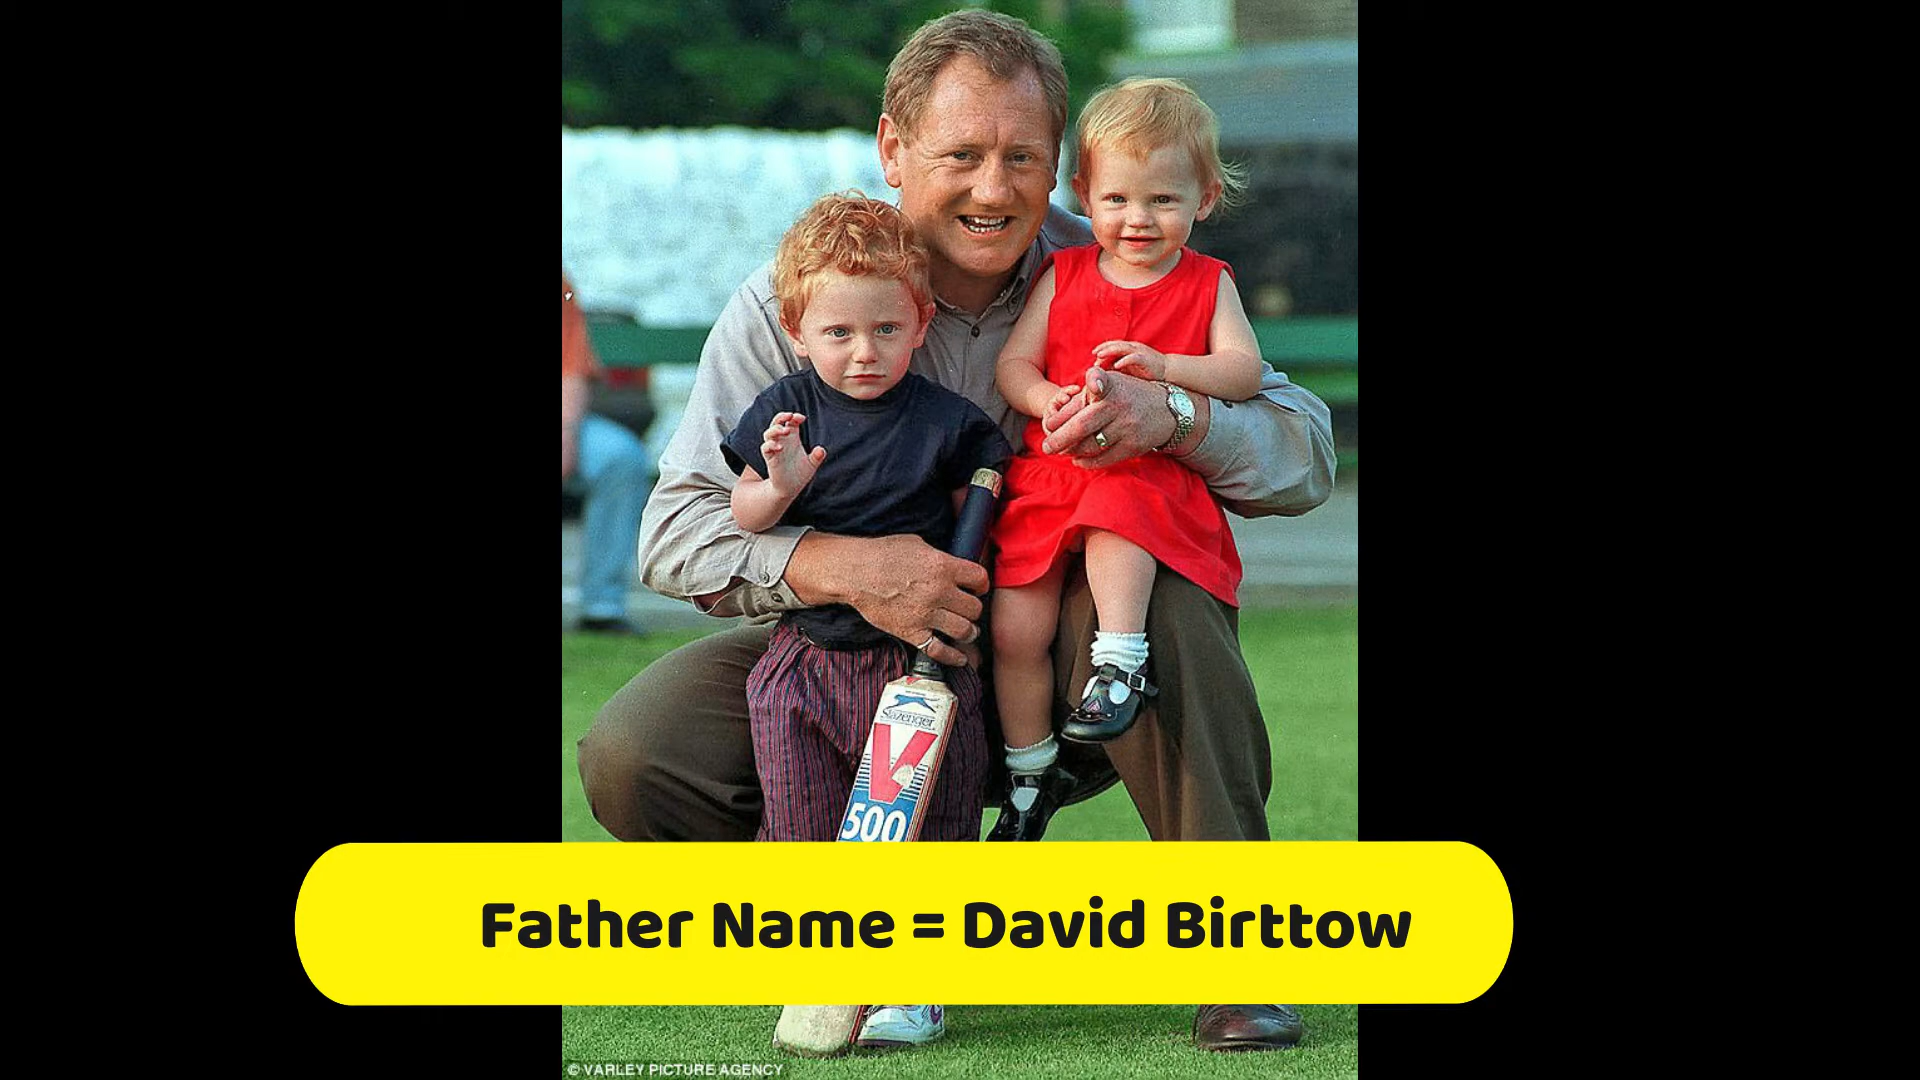 Slazenger
V
500
Father Name = David Birttow
© VARLEY PICTURE AGENCY